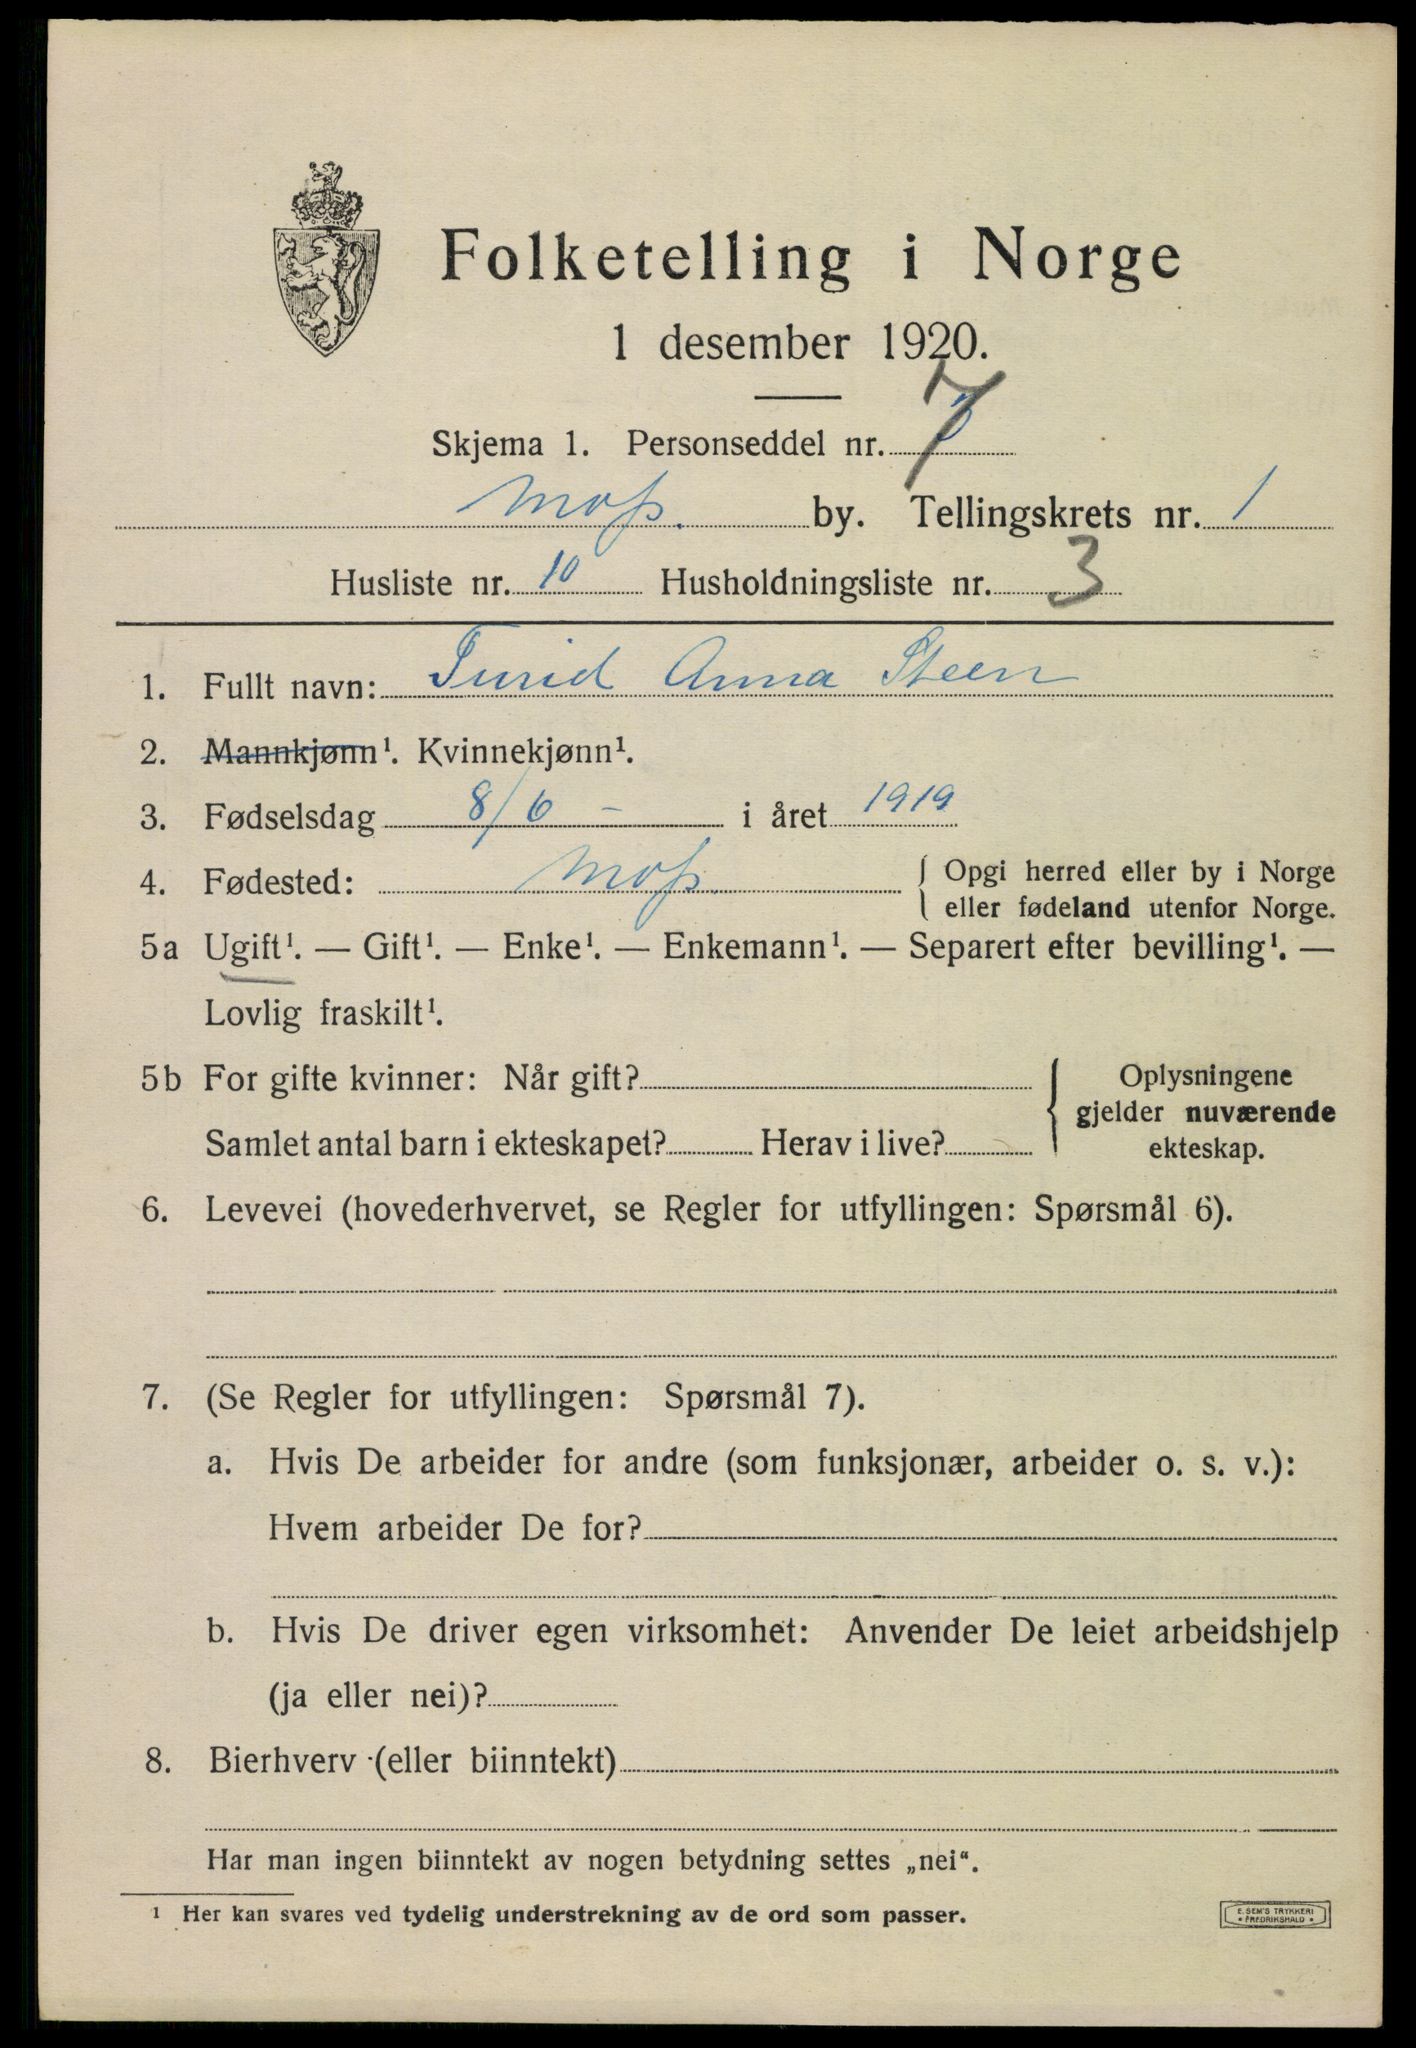 Folketelling i Norge
1 desember 1920.
Skjema 1. Personseddel nr. 7
Moss. by. Tellingskrets nr. 1
Husliste nr. 10 Husholdningsliste nr. 3
1. Fullt navn: Turid Anna Steen
2. Mannkjønn¹. Kvinnekjønn¹.
3. Fødselsdag 8/6 - i året 1919
4. Fødested: Moss. { Opgi herred eller by i Norge
eller fødeland utenfor Norge.
5a Ugift¹. — Gift¹. — Enke¹. — Enkemann¹. — Separert efter bevilling¹. —
Lovlig fraskilt¹.
5b For gifte kvinner: Når gift?
Samlet antal barn i ekteskapet? Herav i live?
{ Oplysningene
gjelder nuværende
ekteskap.
6. Levevei (hovederhvervet, se Regler for utfyllingen: Spørsmål 6).
7. (Se Regler for utfyllingen: Spørsmål 7).
a. Hvis De arbeider for andre (som funksjonær, arbeider o. s. v.):
Hvem arbeider De for?
b. Hvis De driver egen virksomhet: Anvender De leiet arbeidshjelp
(ja eller nei)?
8. Bierhverv (eller biinntekt)
Har man ingen biinntekt av nogen betydning settes „nei“.
¹ Her kan svares ved tydelig understrekning av de ord som passer.
E. SEM'S TRYKKERI
• FREDRIKSHALD •